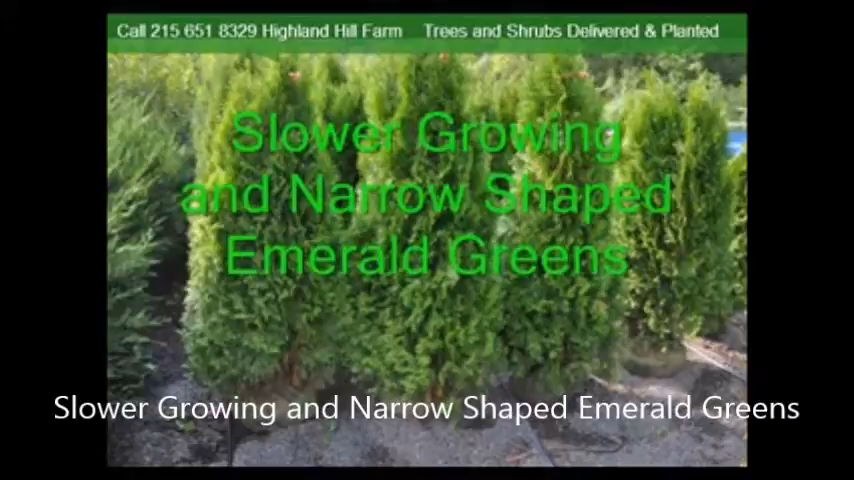 Call 215 651 8329 Highland Hill Farm Trees and Shrubs Delivered & Planted
Slower Growing
and Narrow Shaped
Emerald Greens
Slower Growing and Narrow Shaped Emerald Greens